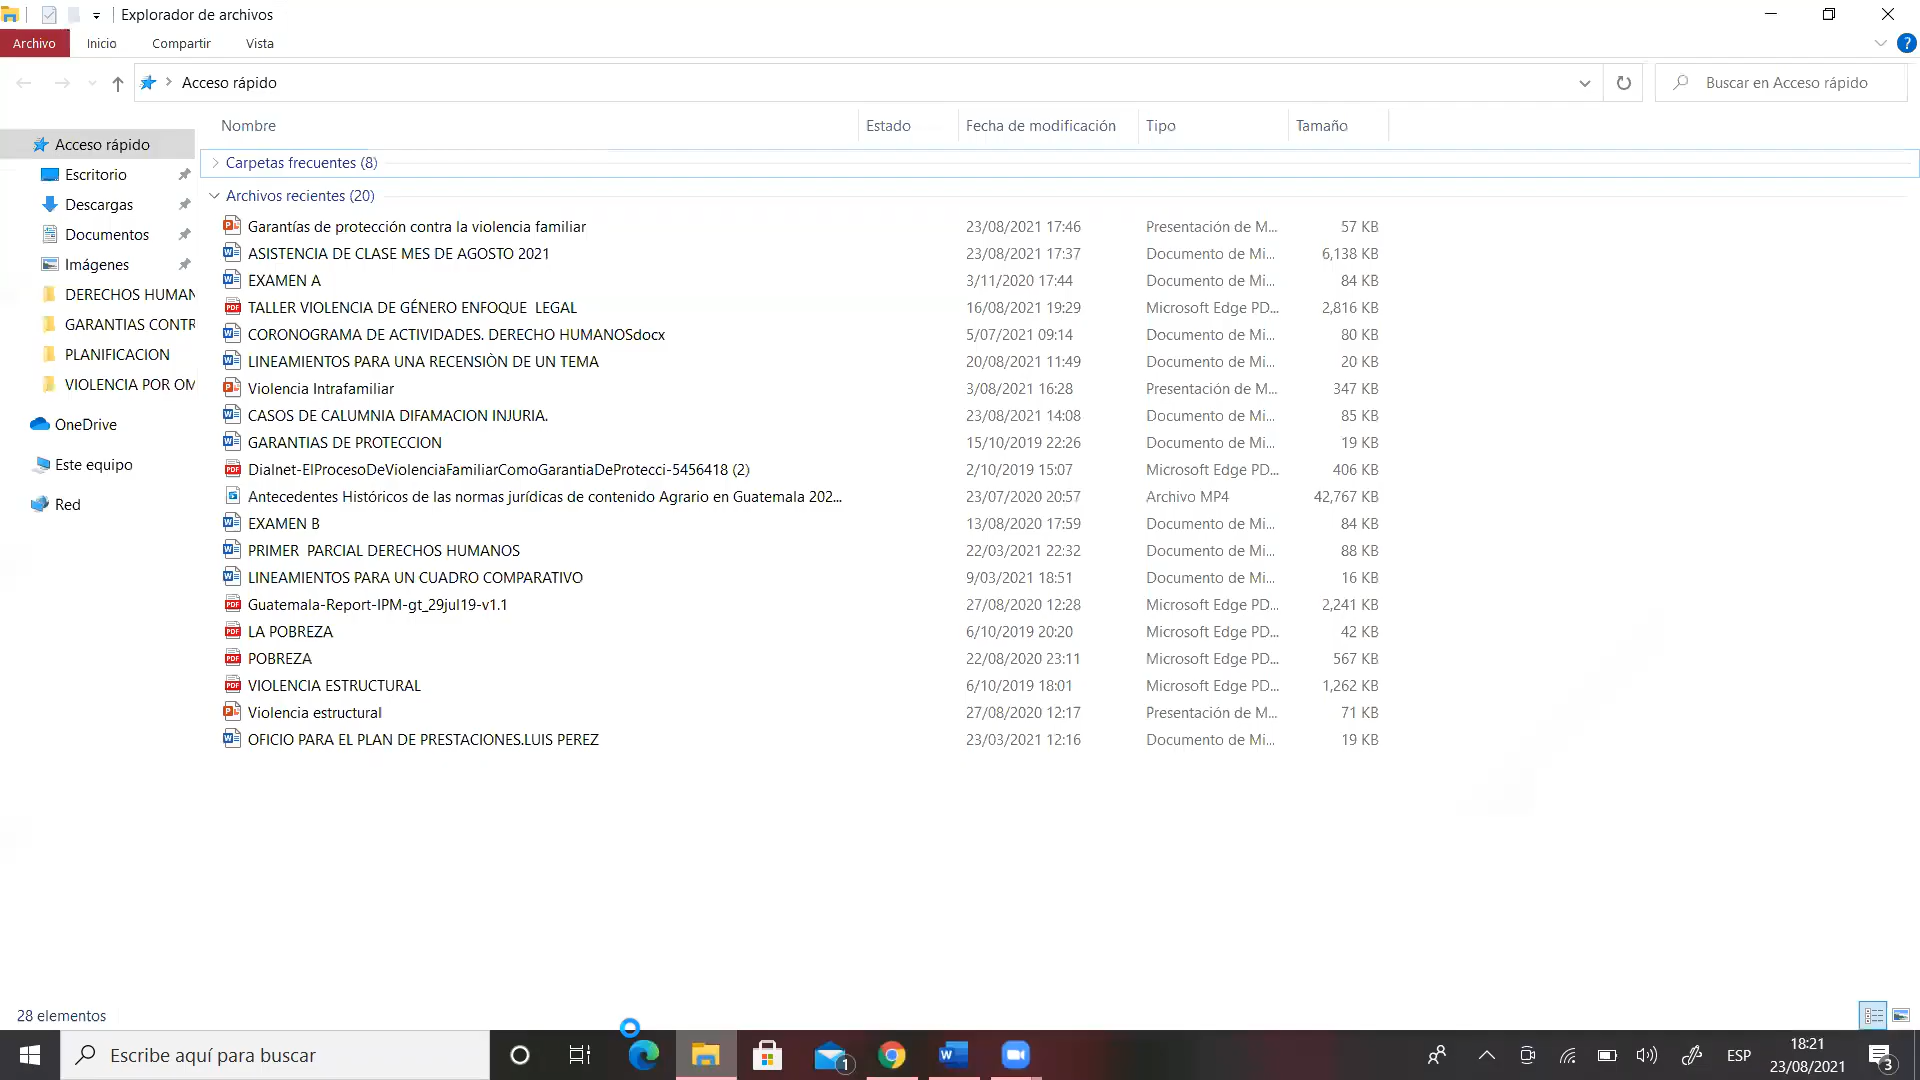 Explorador de archivos
Archivo Inicio Compartir Vista
Acceso rápido
Buscar en Acceso rápido
Nombre Estado Fecha de modificación Tipo Tamaño
Acceso rápido
Escritorio
Descargas
Documentos
Imágenes
DERECHOS HUMAN
GARANTIAS CONTR
PLANIFICACION
VIOLENCIA POR OM
OneDrive
Este equipo
Red
Carpetas frecuentes (8)
Archivos recientes (20)
Garantías de protección contra la violencia familiar 23/08/2021 17:46 Presentación de M... 57 KB
ASISTENCIA DE CLASE MES DE AGOSTO 2021 23/08/2021 17:37 Documento de Mi... 6,138 KB
EXAMEN A 3/11/2020 17:44 Documento de Mi... 84 KB
TALLER VIOLENCIA DE GÉNERO ENFOQUE  LEGAL 16/08/2021 19:29 Microsoft Edge PD... 2,816 KB
CORONOGRAMA DE ACTIVIDADES. DERECHO HUMANOSdocx 5/07/2021 09:14 Documento de Mi... 80 KB
LINEAMIENTOS PARA UNA RECENSIÒN DE UN TEMA 20/08/2021 11:49 Documento de Mi... 20 KB
Violencia Intrafamiliar 3/08/2021 16:28 Presentación de M... 347 KB
CASOS DE CALUMNIA DIFAMACION INJURIA. 23/08/2021 14:08 Documento de Mi... 85 KB
GARANTIAS DE PROTECCION 15/10/2019 22:26 Documento de Mi... 19 KB
Dialnet-ElProcesoDeViolenciaFamiliarComoGarantiaDeProtecci-5456418 (2) 2/10/2019 15:07 Microsoft Edge PD... 406 KB
Antecedentes Históricos de las normas jurídicas de contenido Agrario en Guatemala 202... 23/07/2020 20:57 Archivo MP4 42,767 KB
EXAMEN B 13/08/2020 17:59 Documento de Mi... 84 KB
PRIMER  PARCIAL DERECHOS HUMANOS 22/03/2021 22:32 Documento de Mi... 88 KB
LINEAMIENTOS PARA UN CUADRO COMPARATIVO 9/03/2021 18:51 Documento de Mi... 16 KB
Guatemala-Report-IPM-gt_29jul19-v1.1 27/08/2020 12:28 Microsoft Edge PD... 2,241 KB
LA POBREZA 6/10/2019 20:20 Microsoft Edge PD... 42 KB
POBREZA 22/08/2020 23:11 Microsoft Edge PD... 567 KB
VIOLENCIA ESTRUCTURAL 6/10/2019 18:01 Microsoft Edge PD... 1,262 KB
Violencia estructural 27/08/2020 12:17 Presentación de M... 71 KB
OFICIO PARA EL PLAN DE PRESTACIONES.LUIS PEREZ 23/03/2021 12:16 Documento de Mi... 19 KB
28 elementos
Escribe aquí para buscar
1
ESP
18:21
23/08/2021
3